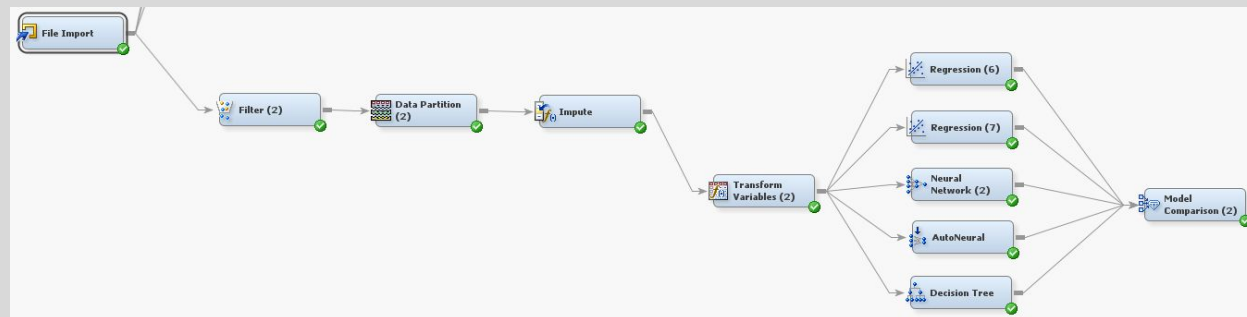 File Import
Filter (2)
Data Partition
(2)
Impute
Transform
Variables (2)
Regression (6)
Regression (7)
Neural
Network (2)
AutoNeural
Decision Tree
Model
Comparison (2)